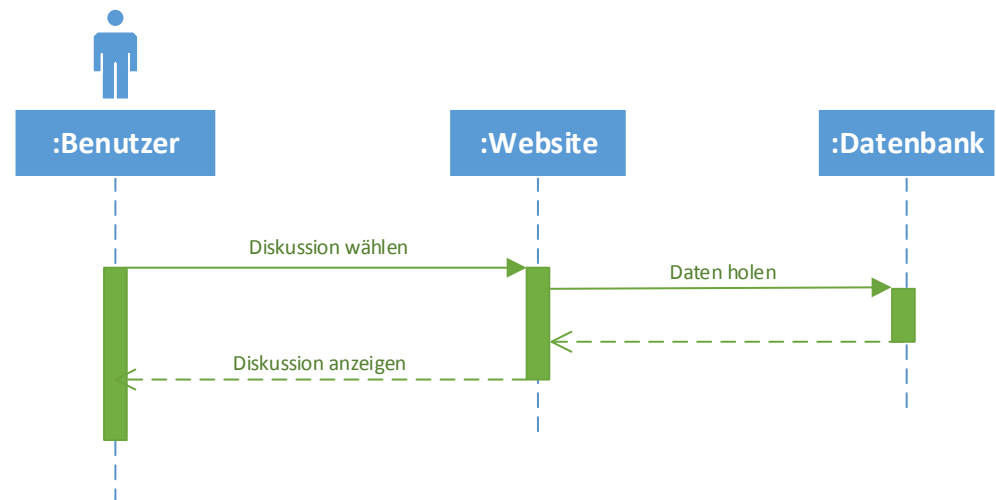 :Benutzer
:Website
:Datenbank
Diskussion wählen
Daten holen
Diskussion anzeigen